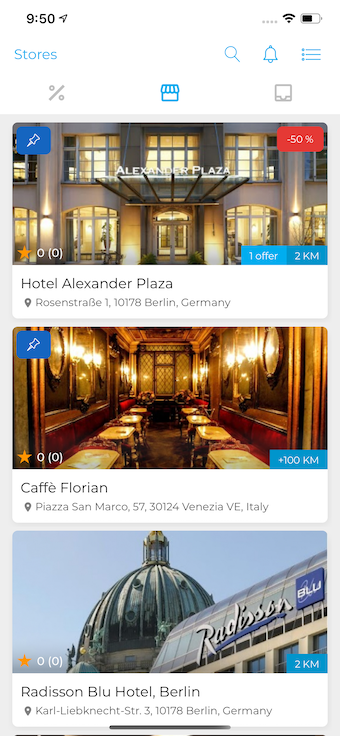 9:50
Stores
-50 %
ALEXANDER PLAZA
0 (0)
1 offer 2 KM
Hotel Alexander Plaza
Rosenstraße 1, 10178 Berlin, Germany
0 (0)
+100 KM
Caffè Florian
Piazza San Marco, 57, 30124 Venezia VE, Italy
Radisson BLU
0 (0)
2 KM
Radisson Blu Hotel, Berlin
Karl-Liebknecht-Str. 3, 10178 Berlin, Germany